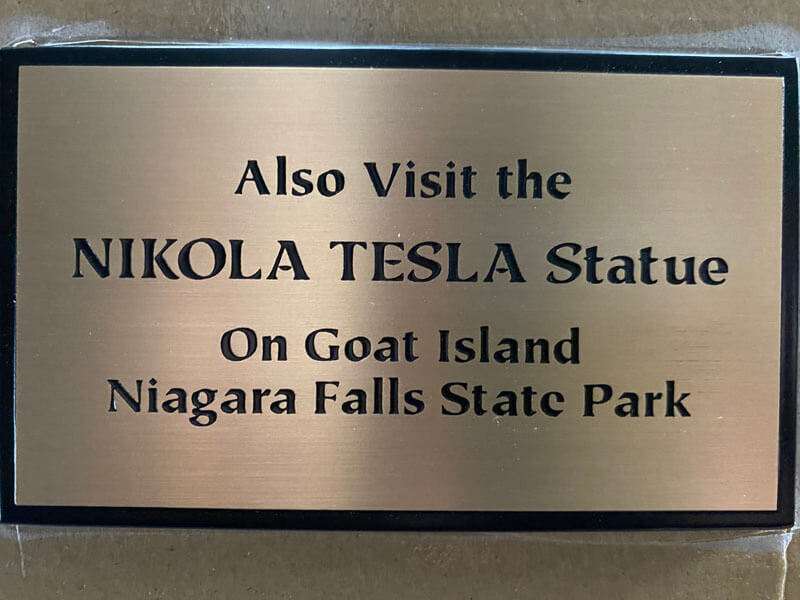 Also Visit the
NIKOLA TESLA Statue
On Goat Island
Niagara Falls State Park